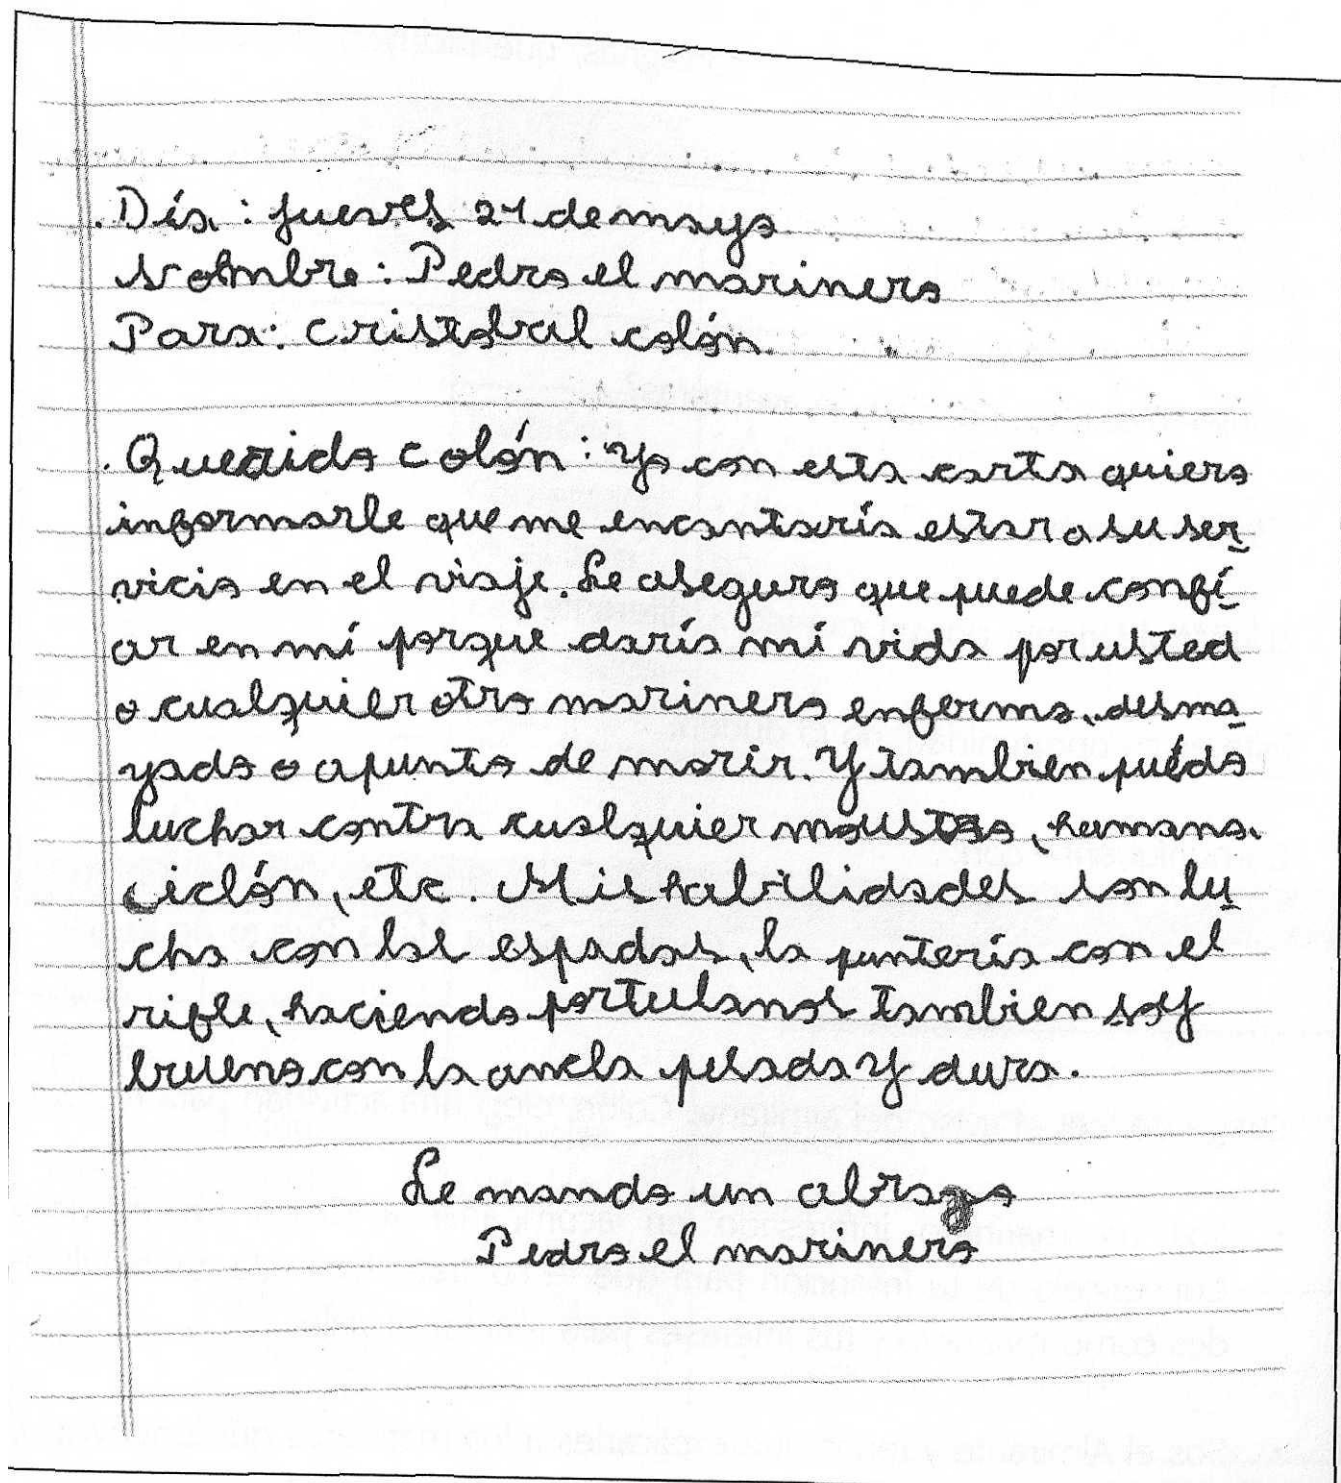 Día: jueves 21 de mayo
Nombre: Pedro el marinero
Para: Cristobal colón.
Querido Colón: Yo con esta carta quiero
informarle que me encantaría estar a su ser-
vicio en el viaje. Le aseguro que puede confi-
ar en mí porque daría mi vida por usted
o cualquier otro marinero enfermo, desma-
yado o apunto de morir. Y tambien puedo
luchar contra cualquier moustro, humano,
ciclón, etc. Mis habilidades son lu-
cha con las espadas, la puntería con el
rifle, haciendo portulanos tambien soy
bueno con la ancla pesada y dura.
Le mando un abrazo
Pedro el marinero